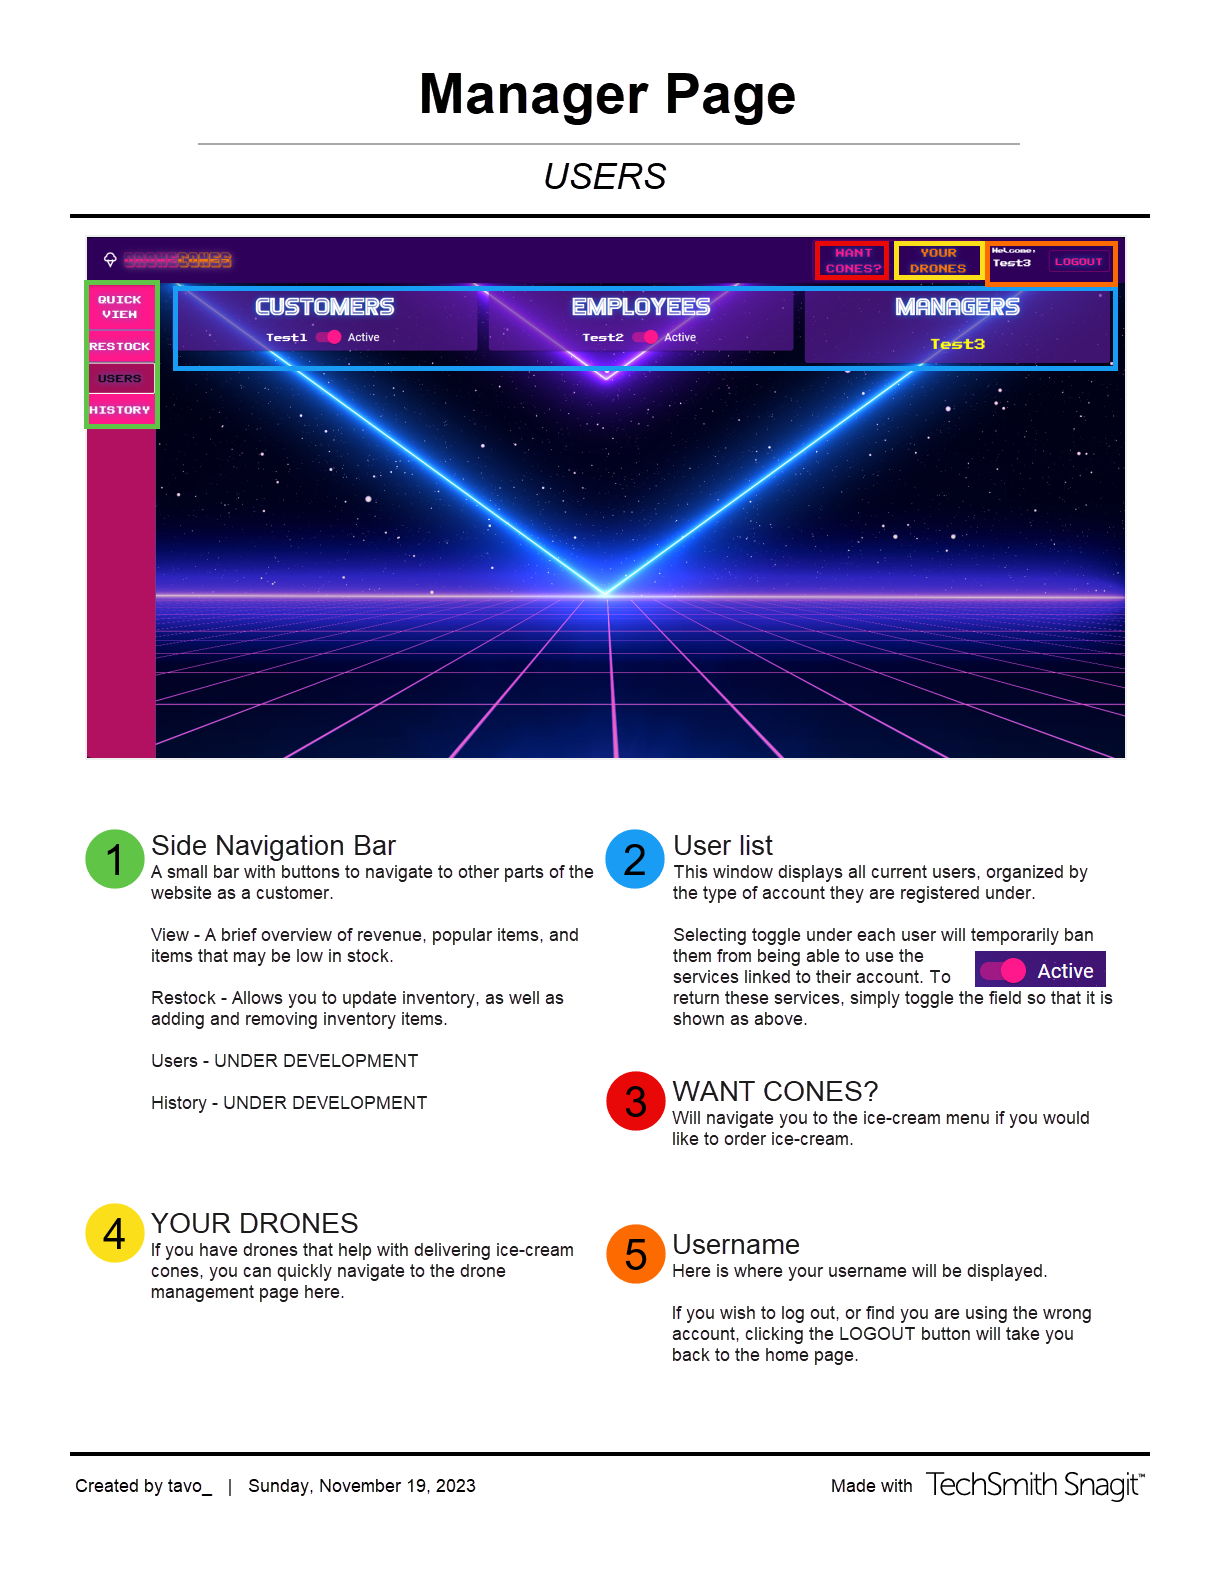 Manager Page
USERS
DRONECONES
WANT
CONES?
YOUR
DRONES
Welcome,
Test3
LOGOUT
QUICK
VIEW
RESTOCK
USERS
HISTORY
CUSTOMERS
Test1 Active
EMPLOYEES
Test2 Active
MANAGERS
Test3
1 Side Navigation Bar
A small bar with buttons to navigate to other parts of the
website as a customer.
View - A brief overview of revenue, popular items, and
items that may be low in stock.
Restock - Allows you to update inventory, as well as
adding and removing inventory items.
Users - UNDER DEVELOPMENT
History - UNDER DEVELOPMENT
2 User list
This window displays all current users, organized by
the type of account they are registered under.
Selecting toggle under each user will temporarily ban
them from being able to use the
services linked to their account. To
Active
return these services, simply toggle the field so that it is
shown as above.
3 WANT CONES?
Will navigate you to the ice-cream menu if you would
like to order ice-cream.
4 YOUR DRONES
If you have drones that help with delivering ice-cream
cones, you can quickly navigate to the drone
management page here.
5 Username
Here is where your username will be displayed.
If you wish to log out, or find you are using the wrong
account, clicking the LOGOUT button will take you
back to the home page.
Created by tavo_ | Sunday, November 19, 2023
Made with TechSmith Snagit™